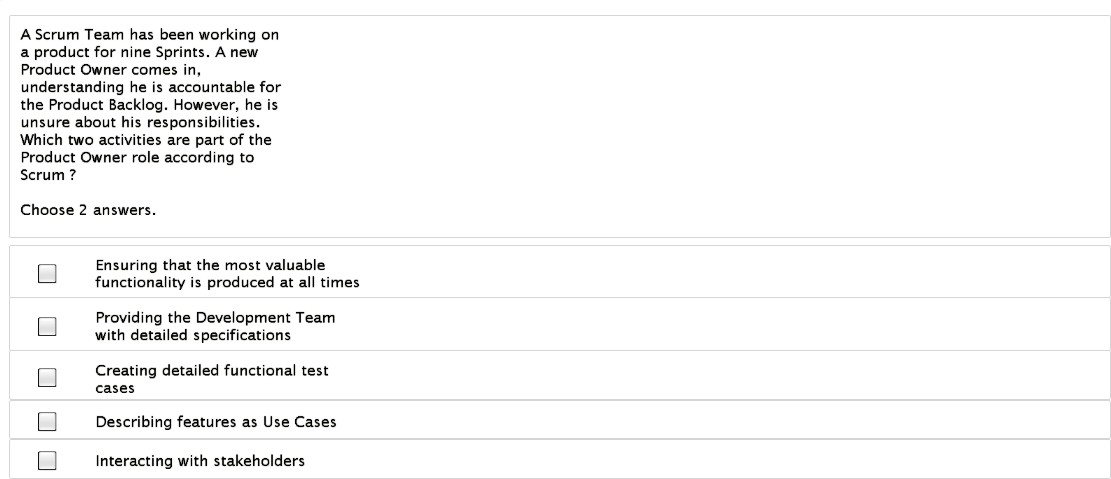 A Scrum Team has been working on
a product for nine Sprints. A new
Product Owner comes in,
understanding he is accountable for
the Product Backlog. However, he is
unsure about his responsibilities.
Which two activities are part of the
Product Owner role according to
Scrum ?
Choose 2 answers.
Ensuring that the most valuable
functionality is produced at all times
Providing the Development Team
with detailed specifications
Creating detailed functional test
cases
Describing features as Use Cases
Interacting with stakeholders